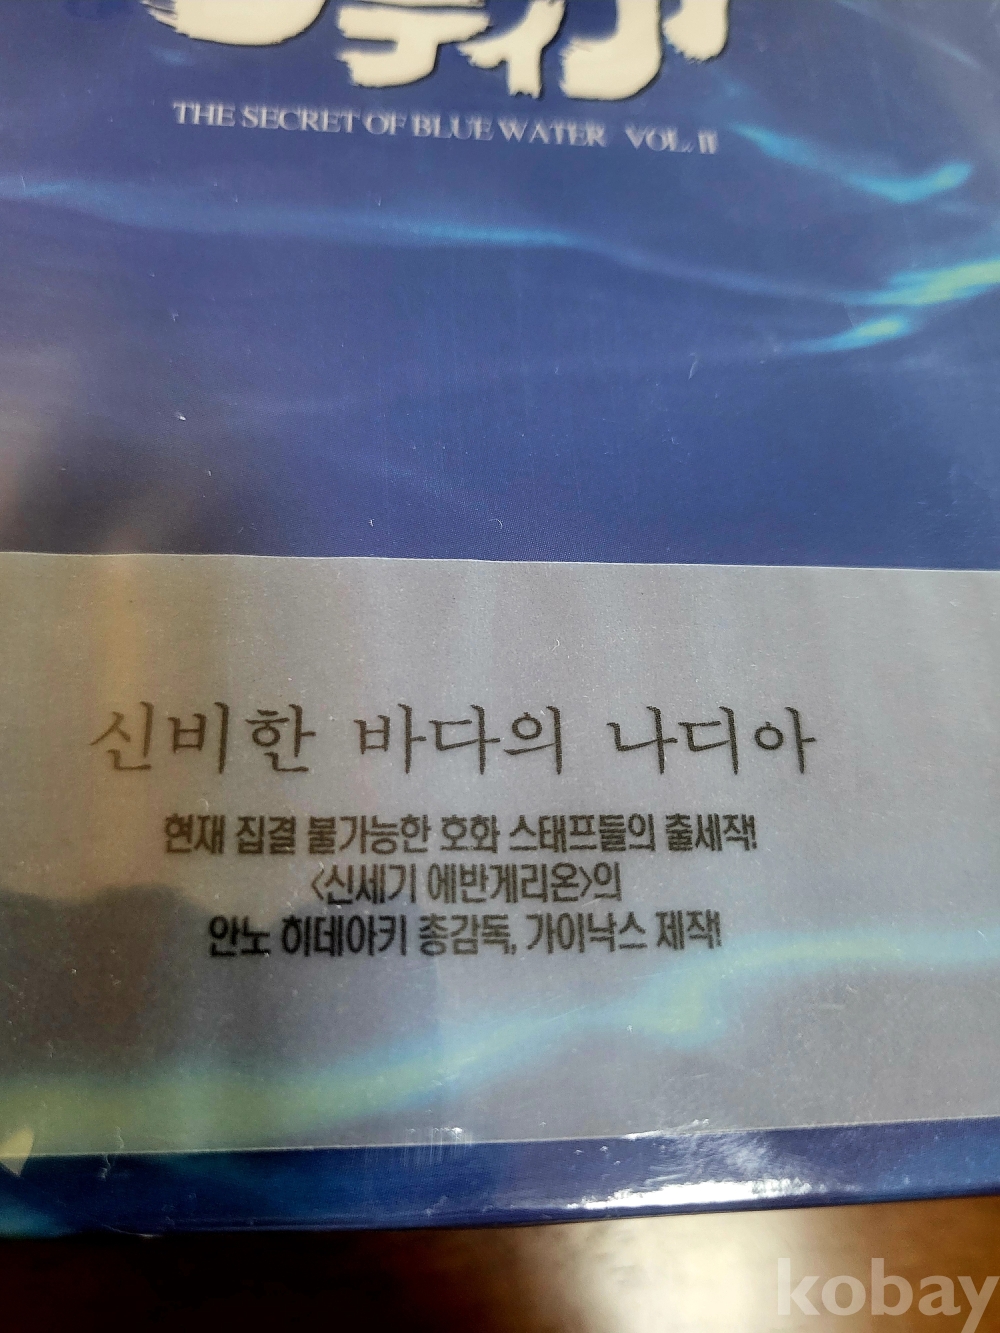 THE SECRET OF BLUE WATER VOL. II
신비한 바다의 나디아
현재 집결 불가능한 호화 스태프들의 출세작!
<신세기 에반게리온>의
안노 히데아키 총감독, 가이낙스 제작!
kobay